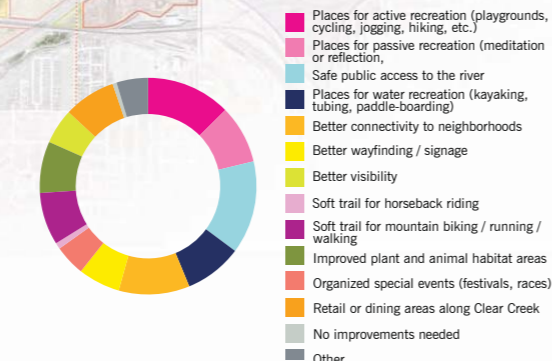 Places for active recreation (playgrounds,
cycling, jogging, hiking, etc.)
Places for passive recreation (meditation
or reflection,
Safe public access to the river
Places for water recreation (kayaking,
tubing, paddle-boarding)
Better connectivity to neighborhoods
Better wayfinding / signage
Better visibility
Soft trail for horseback riding
Soft trail for mountain biking / running /
walking
Improved plant and animal habitat areas
Organized special events (festivals, races)
Retail or dining areas along Clear Creek
No improvements needed
Other